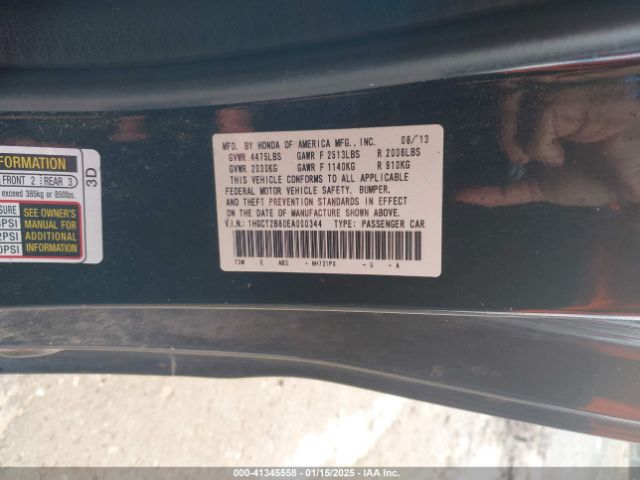 MFD. BY HONDA OF AMERICA MFG., INC. 08/'13
GVWR 4475LBS GAWR F 2513LBS R 2006LBS
GVWR 2030KG GAWR F 1140KG R 910KG
THIS VEHICLE CONFORMS TO ALL APPLICABLE
FEDERAL MOTOR VEHICLE SAFETY, BUMPER,
AND THEFT PREVENTION STANDARDS IN EFFECT
ON THE DATE OF MANUFACTURE SHOWN ABOVE.
V.I.N.: 1HGCT2B80EA000344 TYPE: PASSENGER CAR
T3W E ABS - NH731PX - U - A
FORMATION
FRONT 2 REAR 3
exceed 385kg or 850lbs.
3D
SEE OWNER'S
MANUAL FOR
ADDITIONAL
INFORMATION
000-41345558 - 01/15/2025 - IAA Inc.